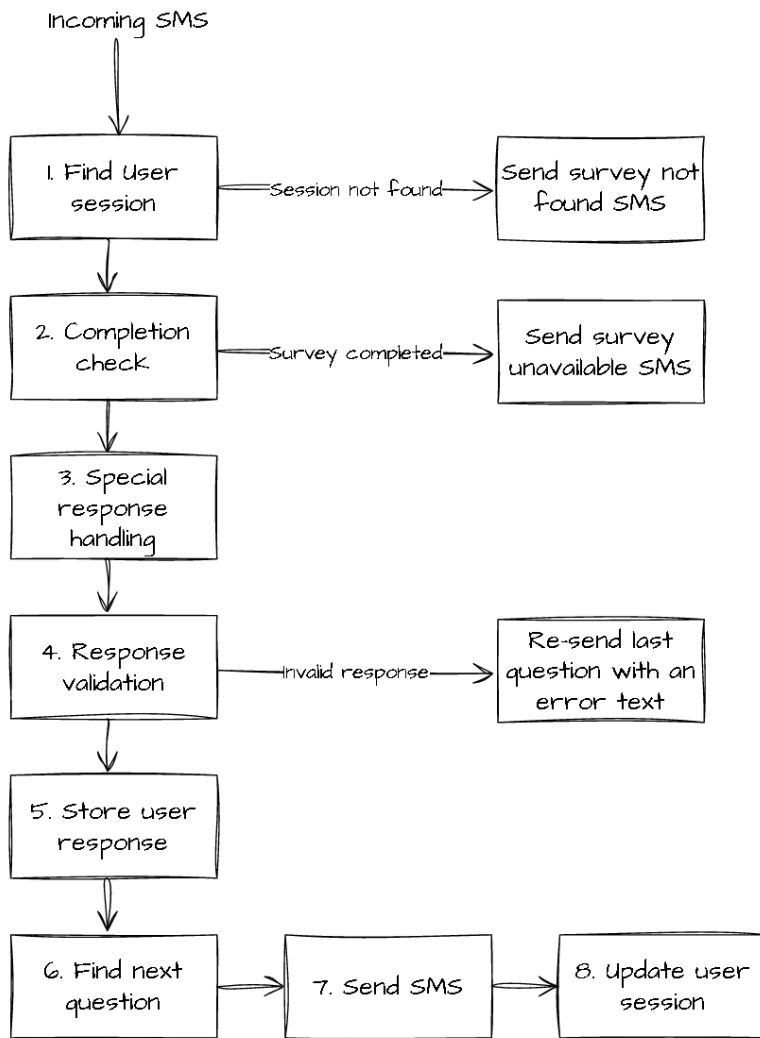 Incoming SMS
1. Find User
session
Session not found
Send survey not
found SMS
2. Completion
check
Survey completed
Send survey
unavailable SMS
3. Special
response
handling
4. Response
validation
Invalid response
Re-send last
question with an
error text
5. Store user
response
6. Find next
question
7. Send SMS
8. Update user
session